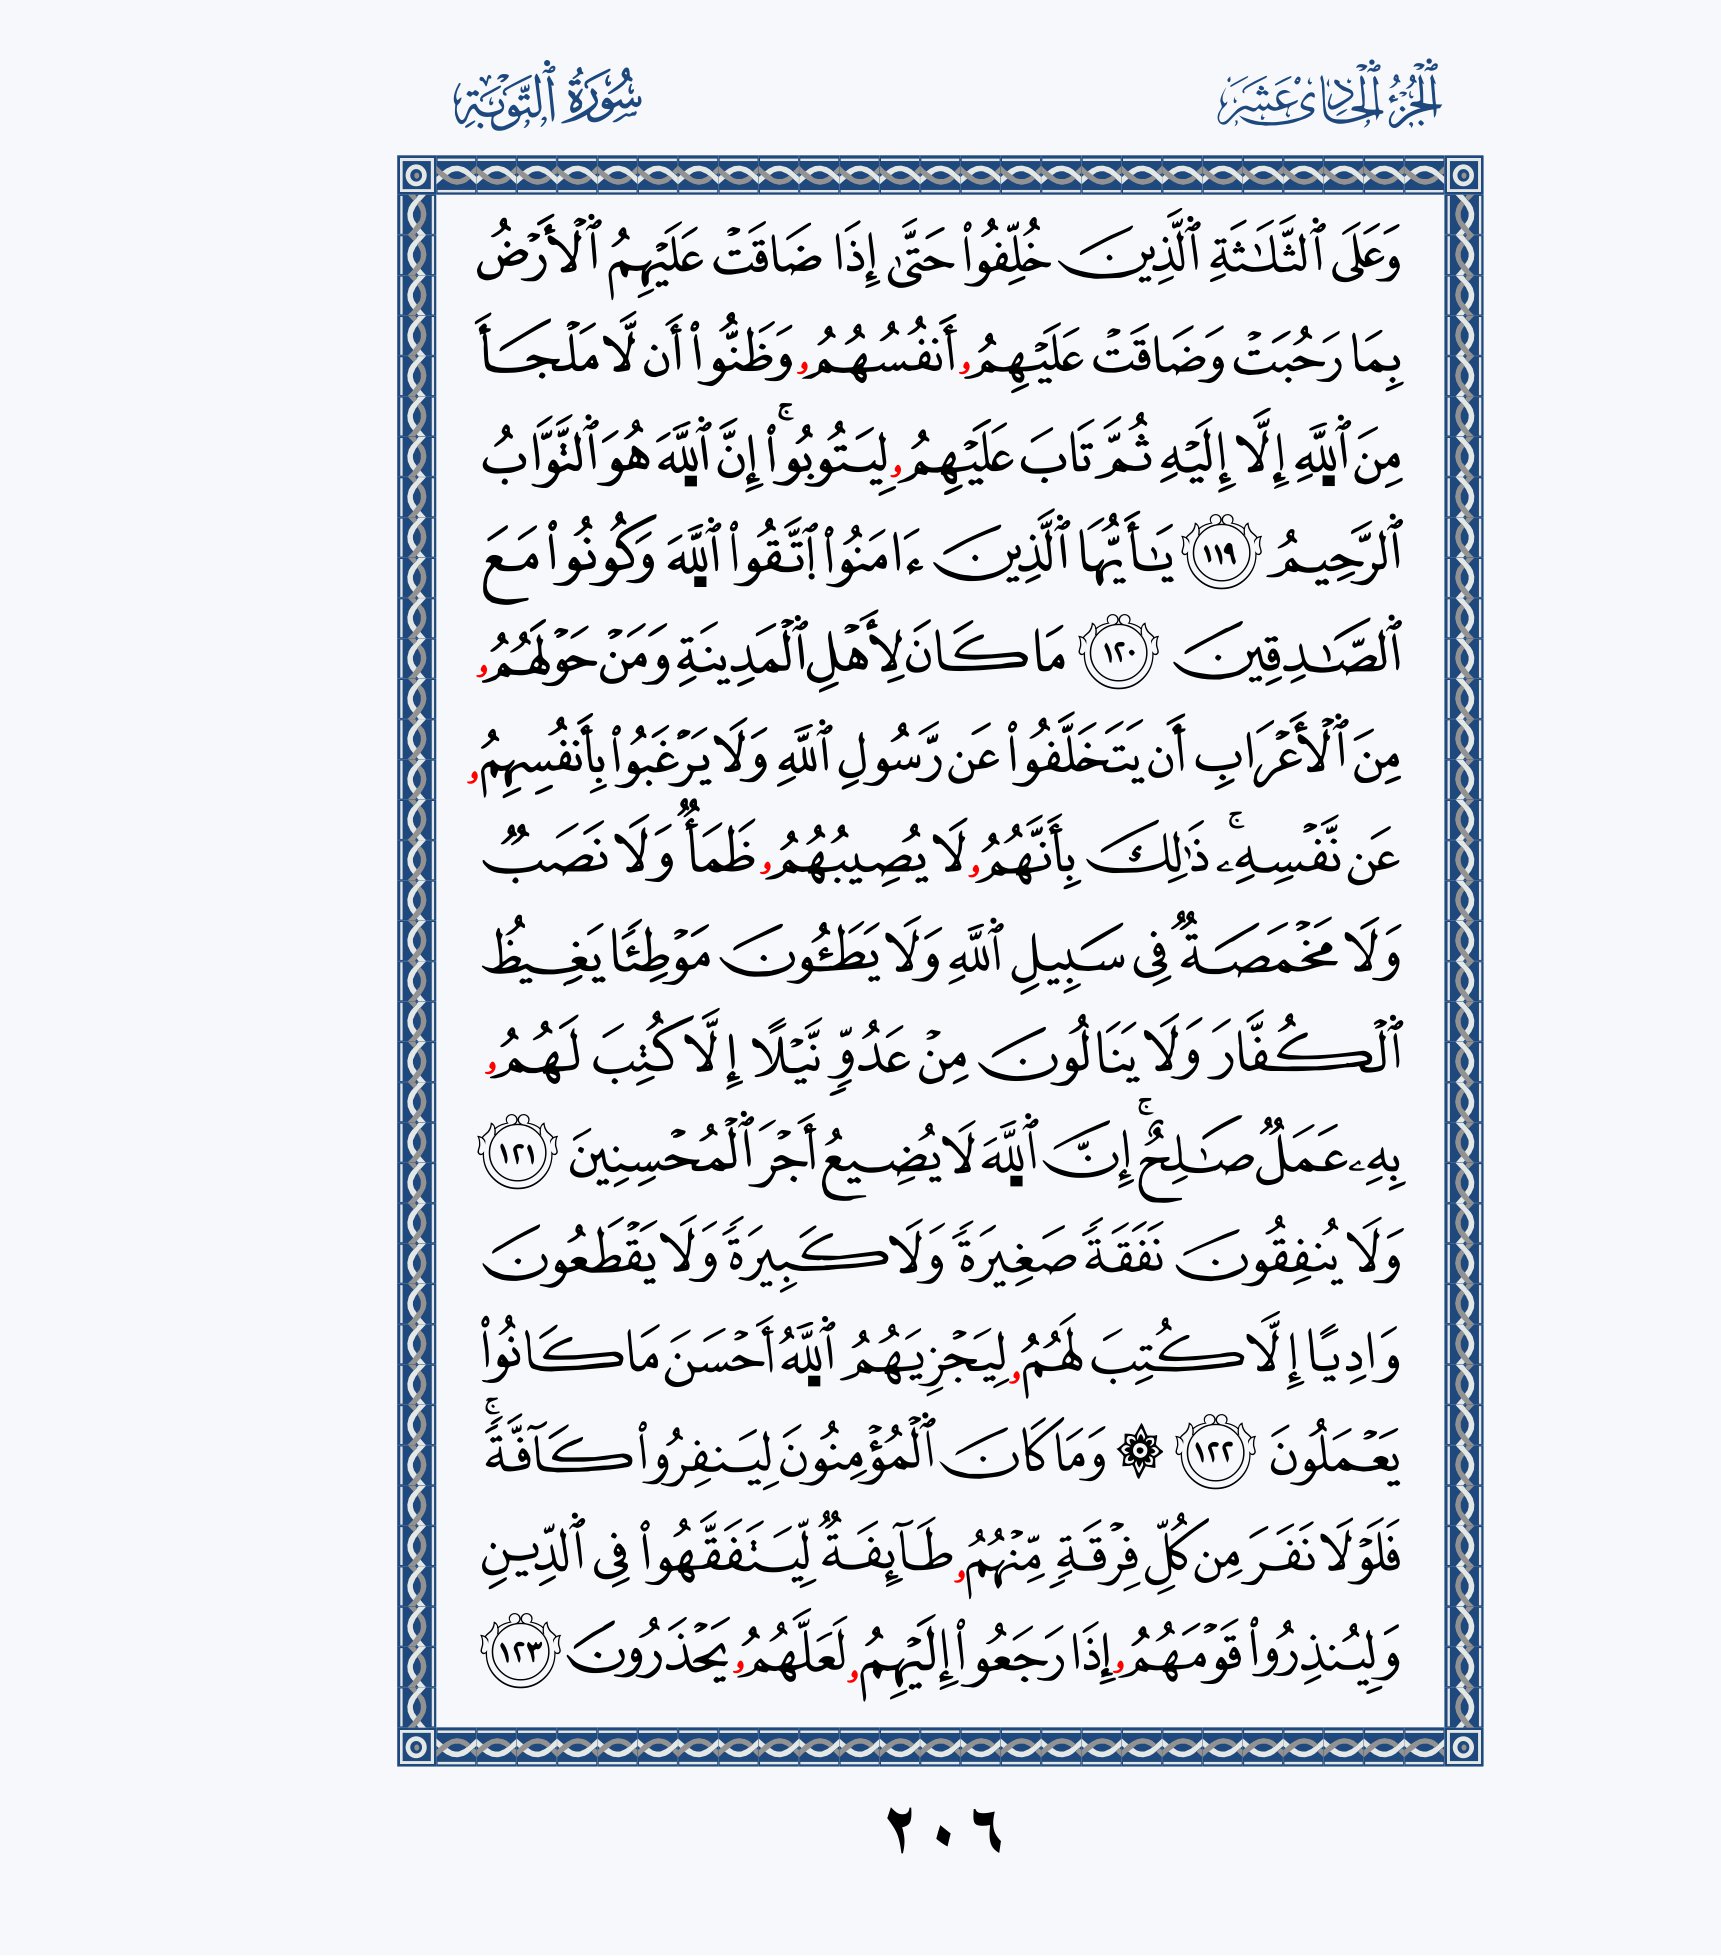 ٱلْجُزْءُ ٱلْحَادِىَ عَشَرَ
سُورَةُ ٱلتَّوْبَةِ
وَعَلَى ٱلثَّلَٰثَةِ ٱلَّذِينَ خُلِّفُوا۟ حَتَّىٰ إِذَا ضَاقَتْ عَلَيْهِمُ ٱلْأَرْضُ
بِمَا رَحُبَتْ وَضَاقَتْ عَلَيْهِمُۥ أَنفُسُهُمُۥ وَظَنُّوا۟ أَن لَّا مَلْجَأَ
مِنَ ٱللَّهِ إِلَّا إِلَيْهِ ثُمَّ تَابَ عَلَيْهِمُۥ لِيَتُوبُوا۟ۚ إِنَّ ٱللَّهَ هُوَ ٱلتَّوَّابُ
ٱلرَّحِيمُ ١١٩ يَٰأَيُّهَا ٱلَّذِينَ ءَامَنُوا۟ ٱتَّقُوا۟ ٱللَّهَ وَكُونُوا۟ مَعَ
ٱلصَّٰدِقِينَ ١٢٠ مَا كَانَ لِأَهْلِ ٱلْمَدِينَةِ وَمَنْ حَوْلَهُمُۥ
مِنَ ٱلْأَعْرَابِ أَن يَتَخَلَّفُوا۟ عَن رَّسُولِ ٱللَّهِ وَلَا يَرْغَبُوا۟ بِأَنفُسِهِمُۥ
عَن نَّفْسِهِۦۚ ذَٰلِكَ بِأَنَّهُمُۥ لَا يُصِيبُهُمُۥ ظَمَأٌ وَلَا نَصَبٌ
وَلَا مَخْمَصَةٌ فِى سَبِيلِ ٱللَّهِ وَلَا يَطَـُٔونَ مَوْطِئًا يَغِيظُ
ٱلْكُفَّارَ وَلَا يَنَالُونَ مِنْ عَدُوٍّ نَّيْلًا إِلَّا كُتِبَ لَهُمُۥ
بِهِۦ عَمَلٌ صَٰلِحٌۚ إِنَّ ٱللَّهَ لَا يُضِيعُ أَجْرَ ٱلْمُحْسِنِينَ ١٢١
وَلَا يُنفِقُونَ نَفَقَةً صَغِيرَةً وَلَا كَبِيرَةً وَلَا يَقْطَعُونَ
وَادِيًا إِلَّا كُتِبَ لَهُمُۥ لِيَجْزِيَهُمُ ٱللَّهُ أَحْسَنَ مَا كَانُوا۟
يَعْمَلُونَ ١٢٢ ۞ وَمَا كَانَ ٱلْمُؤْمِنُونَ لِيَنفِرُوا۟ كَآفَّةًۚ
فَلَوْلَا نَفَرَ مِن كُلِّ فِرْقَةٍ مِّنْهُمُۥ طَآئِفَةٌ لِّيَتَفَقَّهُوا۟ فِى ٱلدِّينِ
وَلِيُنذِرُوا۟ قَوْمَهُمُۥ إِذَا رَجَعُوا۟ إِلَيْهِمُۥ لَعَلَّهُمُۥ يَحْذَرُونَ ١٢٣
٢٠٦